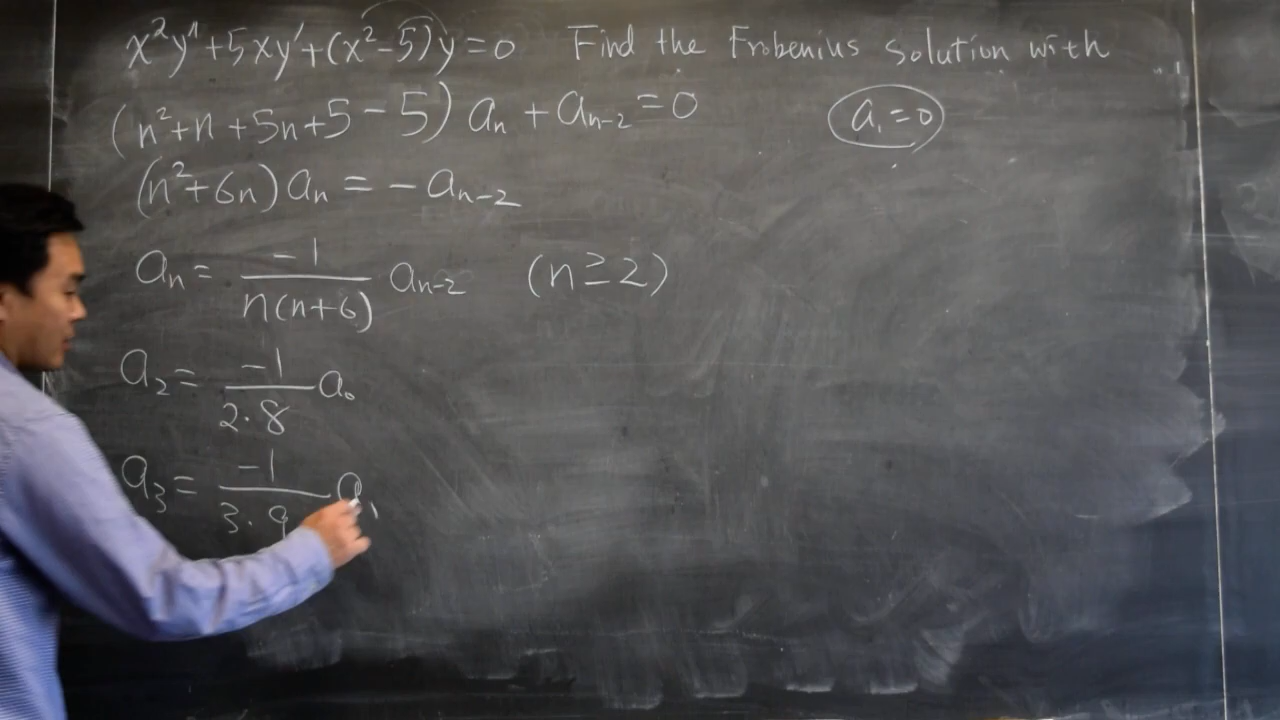 x²y″+5xy′+(x²-5)y=0 Find the Frobenius solution with
(n²+n+5n+5-5)aₙ+aₙ₋₂=0 a₁=0
(n²+6n)aₙ=-aₙ₋₂
aₙ= -1/n(n+6) aₙ₋₂ (n≥2)
a₂= -1/2·8 a₀
a₃= -1/3·9 a₁